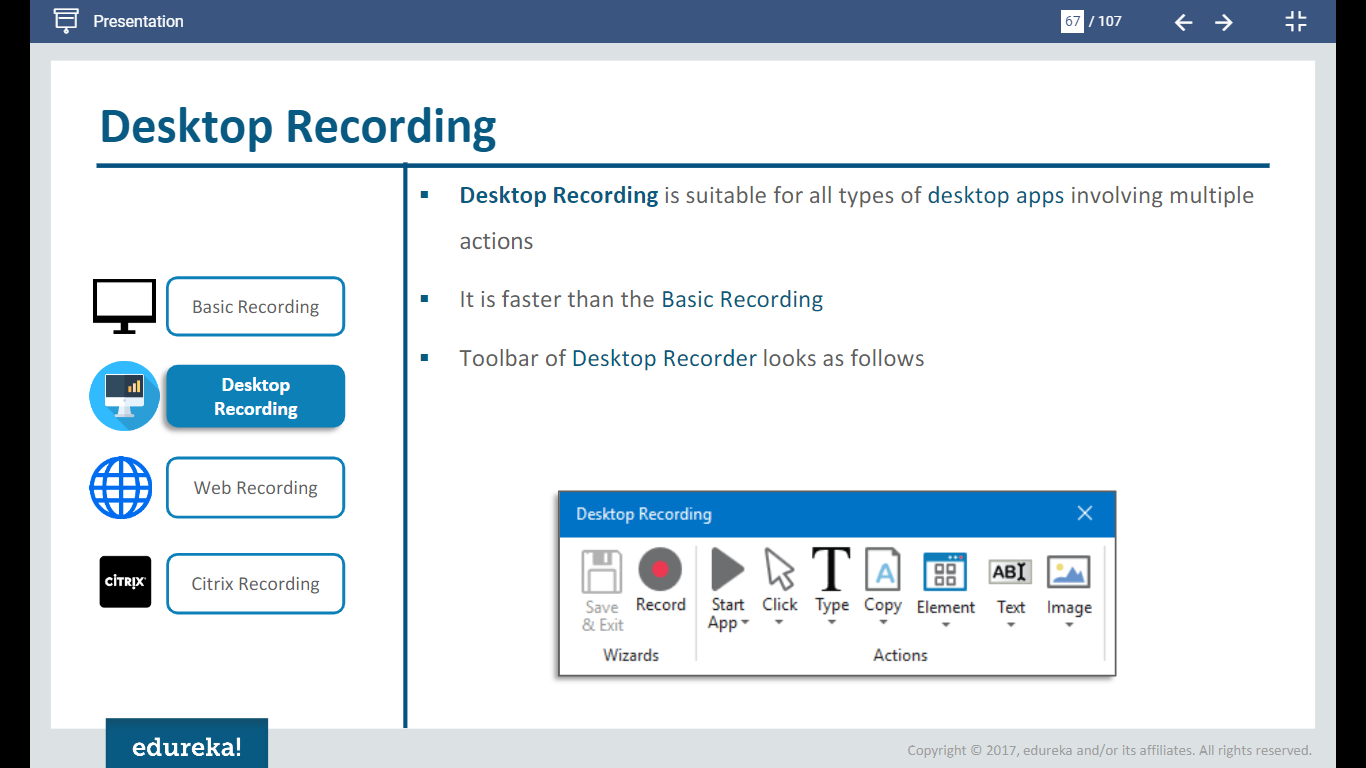 Presentation
67 / 107
Desktop Recording
Desktop Recording is suitable for all types of desktop apps involving multiple
actions
It is faster than the Basic Recording
Toolbar of Desktop Recorder looks as follows
Basic Recording
Desktop
Recording
Web Recording
CİTRIX
Citrix Recording
Desktop Recording
Save
& Exit
Record
Start
App
Click
Type
A
Copy
Element
ABI
Text
Image
Wizards
Actions
edureka!
Copyright © 2017, edureka and/or its affiliates. All rights reserved.